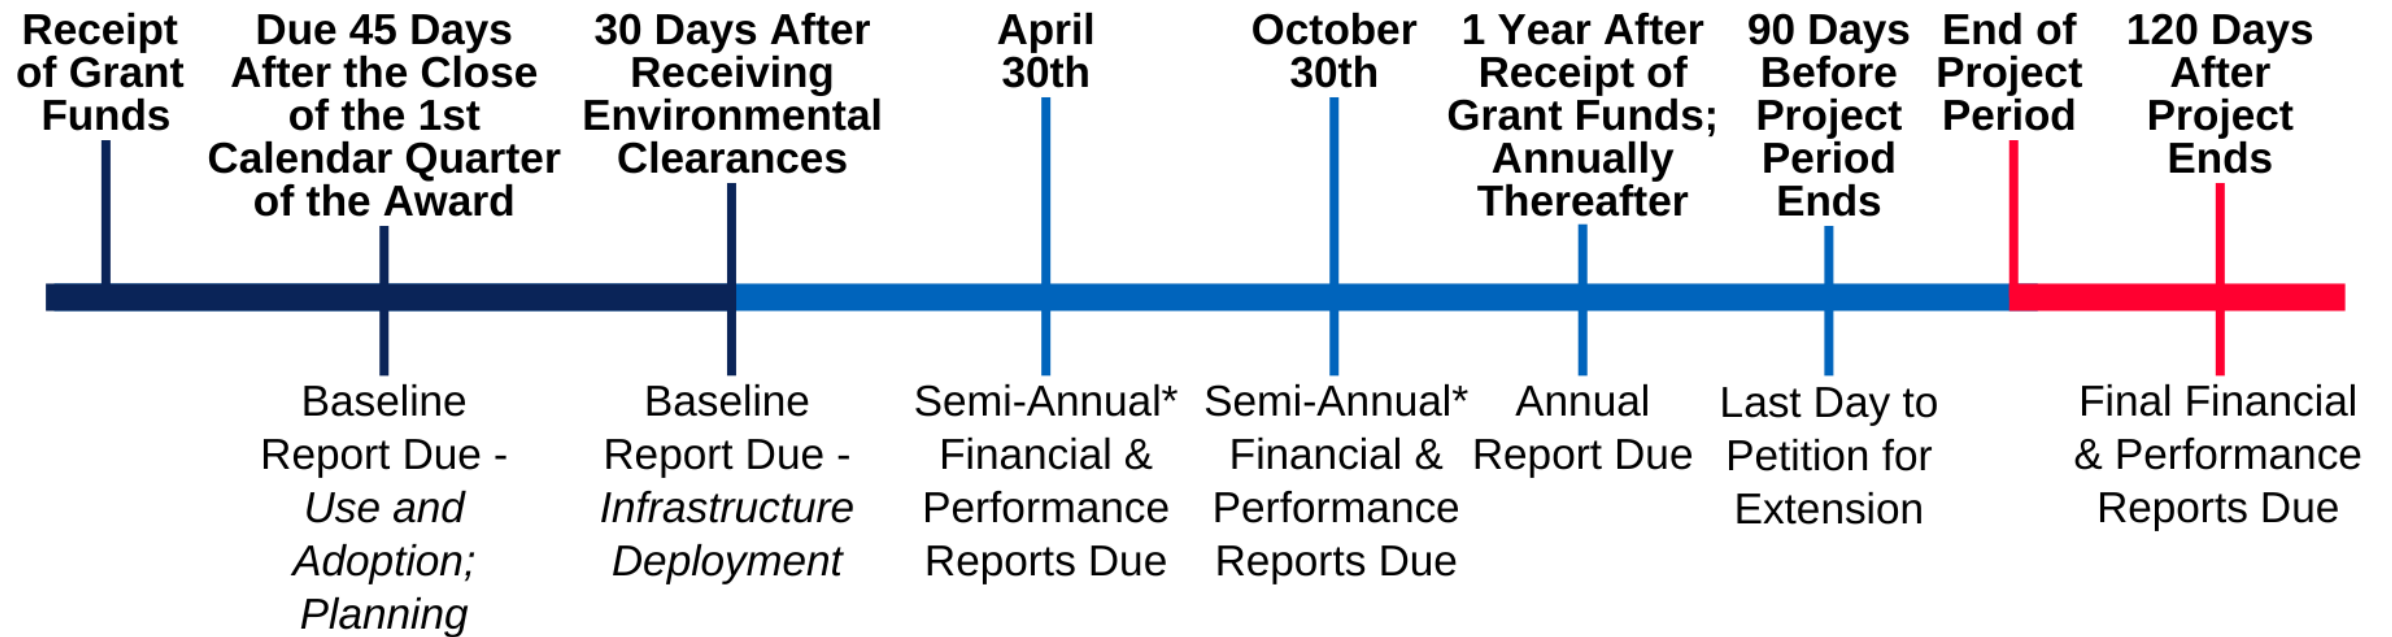 Receipt
of Grant
Funds
Due 45 Days
After the Close
of the 1st
Calendar Quarter
of the Award
30 Days After
Receiving
Environmental
Clearances
April
30th
October
30th
1 Year After
Receipt of
Grant Funds;
Annually
Thereafter
90 Days
Before
Project
Period
Ends
End of
Project
Period
120 Days
After
Project
Ends
Baseline
Report Due -
Use and
Adoption;
Planning
Baseline
Report Due -
Infrastructure
Deployment
Semi-Annual*
Financial &
Performance
Reports Due
Semi-Annual*
Financial &
Performance
Reports Due
Annual
Report Due
Last Day to
Petition for
Extension
Final Financial
& Performance
Reports Due